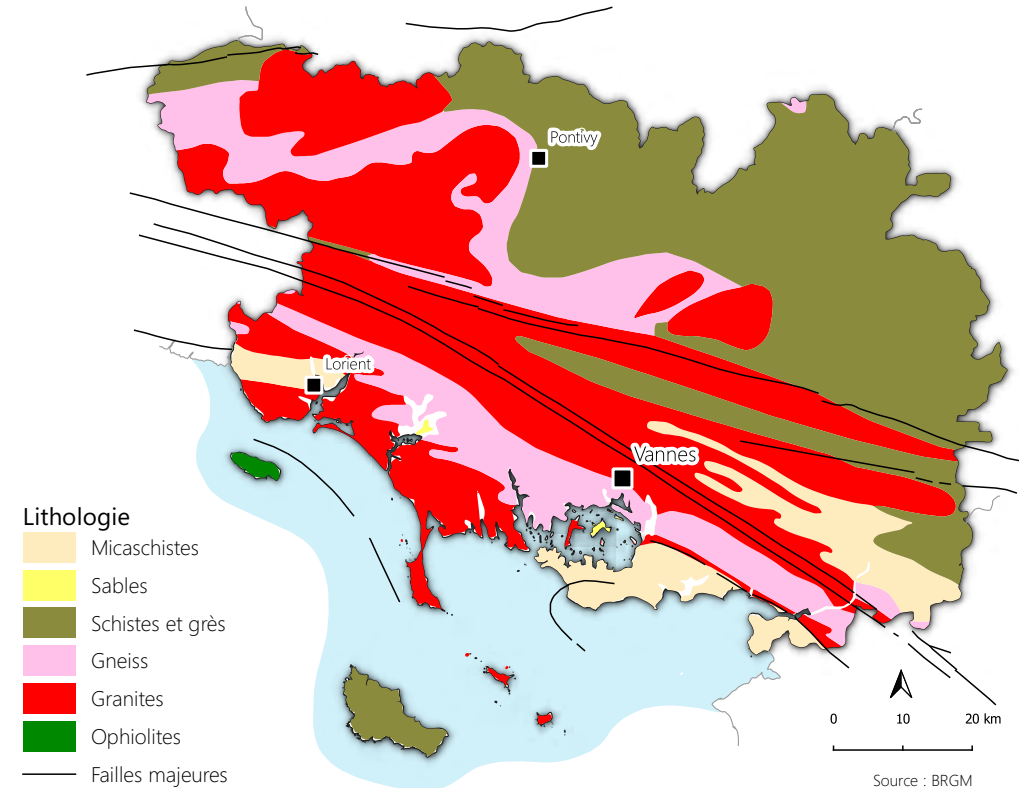 Pontivy
Lorient
Vannes
Lithologie
Micaschistes
Sables
Schistes et grès
Gneiss
Granites
Ophiolites
Failles majeures
0 10 20 km
Source : BRGM